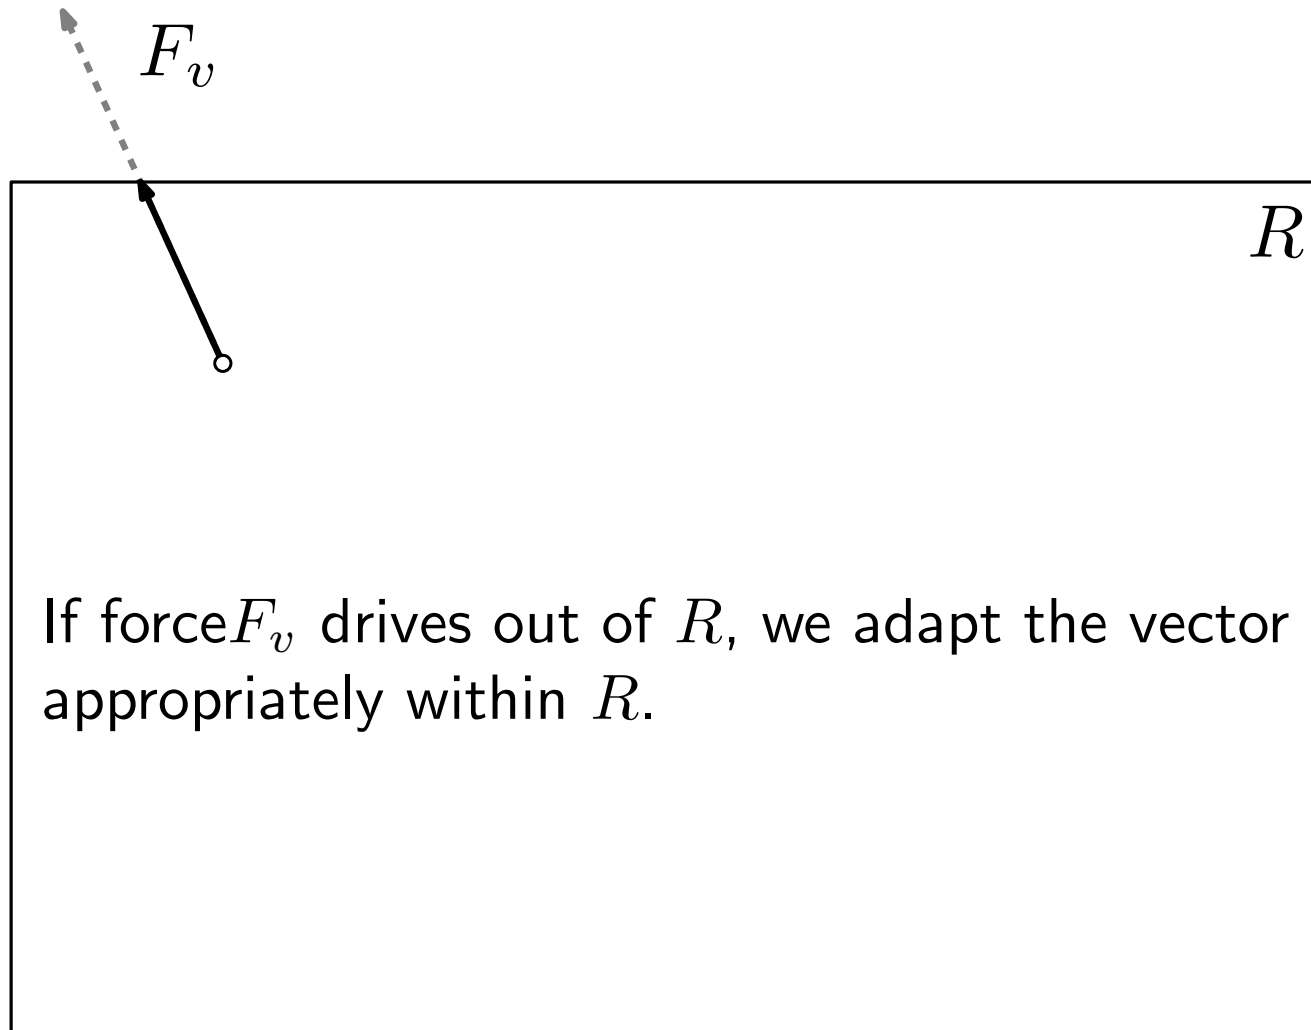 F_v
R
If forceF_v drives out of R, we adapt the vector
appropriately within R.